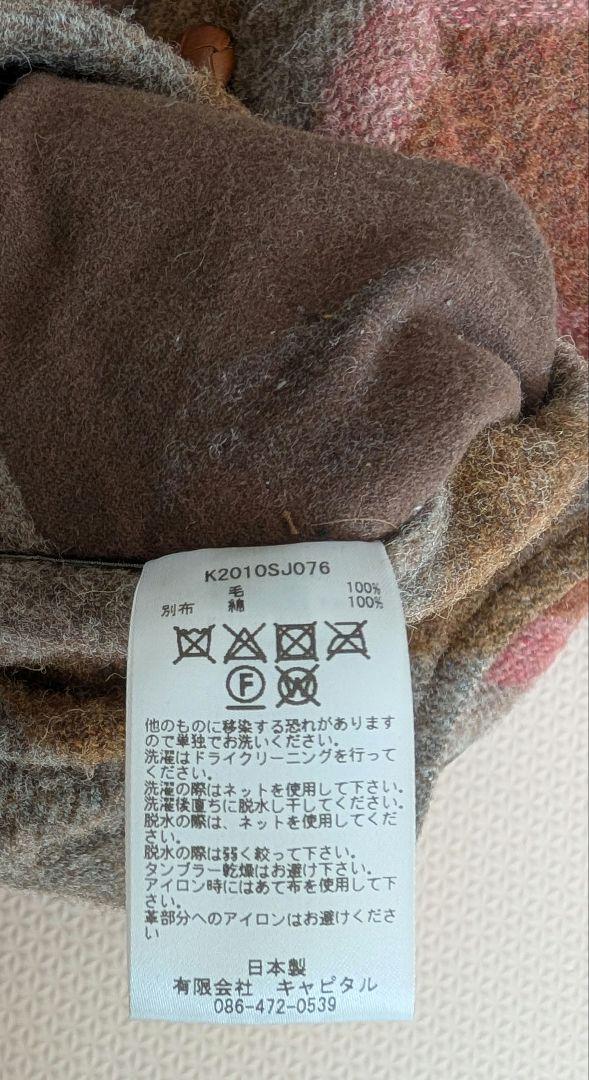 K2010SJ076
毛 100%
別布 綿 100%
F W
他のものに移染する恐れがあります
ので単独でお洗いください。
洗濯はドライクリーニングを行って
ください。
洗濯の際はネットを使用して下さい。
洗濯後直ちに脱水し干してください。
脱水の際は、ネットを使用してくだ
さい。
脱水の際は弱く絞って下さい。
タンブラー乾燥はお避け下さい。
アイロン時にはあて布を使用して下
さい。
革部分へのアイロンはお避けくださ
い
日本製
有限会社 キャピタル
086-472-0539